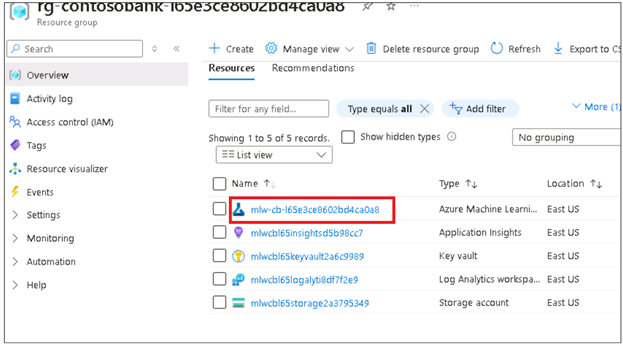 rg-contosobank-l65e3ce8602bd4ca0a8
Resource group
Search
+ Create Manage view Delete resource group Refresh Export to CS
Overview
Resources Recommendations
Activity log
Filter for any field... Type equals all Add filter More (1)
Access control (IAM)
Tags
Showing 1 to 5 of 5 records. Show hidden types No grouping
List view
Resource visualizer
Events
Name Type Location
Settings
mlw-cb-l65e3ce8602bd4ca0a8 Azure Machine Learni... East US
Monitoring
mlwcbl65insightsd5b98cc7 Application Insights East US
Automation
mlwcbl65keyvault2a6c9989 Key vault East US
Help
mlwcbl65logalyti8df7f2e9 Log Analytics workspa... East US
mlwcbl65storage2a3795349 Storage account East US